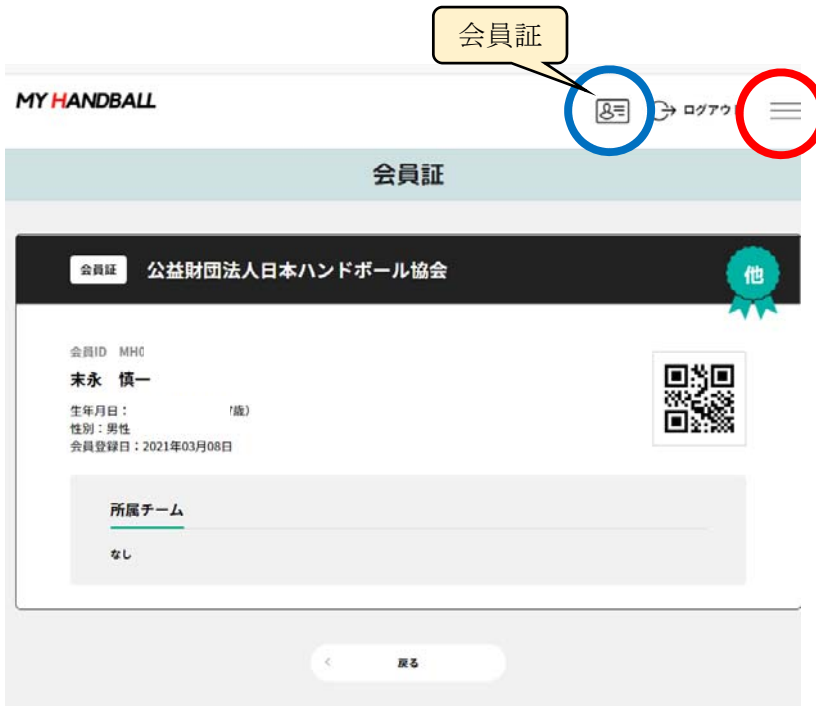 会員証
MY HANDBALL
ログアウ
会員証
会員証 公益財団法人日本ハンドボール協会
他
会員ID MH0
末永 慎一
生年月日： 7歳）
性別：男性
会員登録日：2021年03月08日
所属チーム
なし
戻る